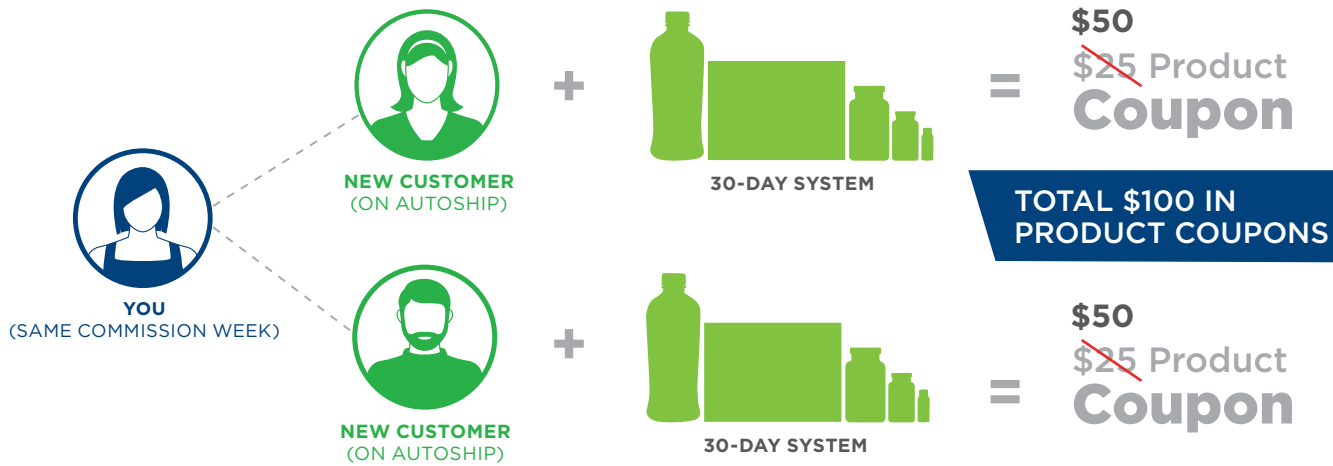 $50
$25 Product
Coupon
NEW CUSTOMER
(ON AUTOSHIP)
+
30-DAY SYSTEM
=
TOTAL $100 IN
PRODUCT COUPONS
YOU
(SAME COMMISSION WEEK)
$50
$25 Product
Coupon
NEW CUSTOMER
(ON AUTOSHIP)
+
30-DAY SYSTEM
=